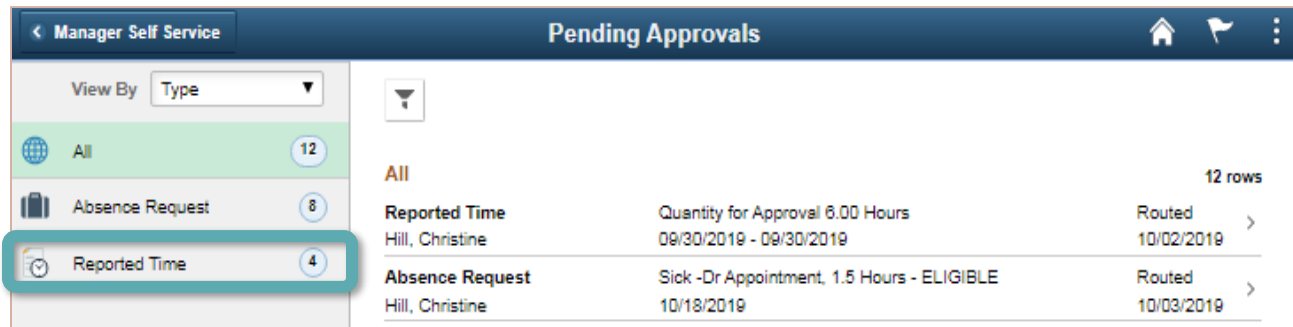 Manager Self Service
Pending Approvals
View By Type
All 12
Absence Request 8
Reported Time 4
All 12 rows
Reported Time Quantity for Approval 6.00 Hours Routed
Hill, Christine 09/30/2019 - 09/30/2019 10/02/2019
Absence Request Sick -Dr Appointment, 1.5 Hours - ELIGIBLE Routed
Hill, Christine 10/18/2019 10/03/2019